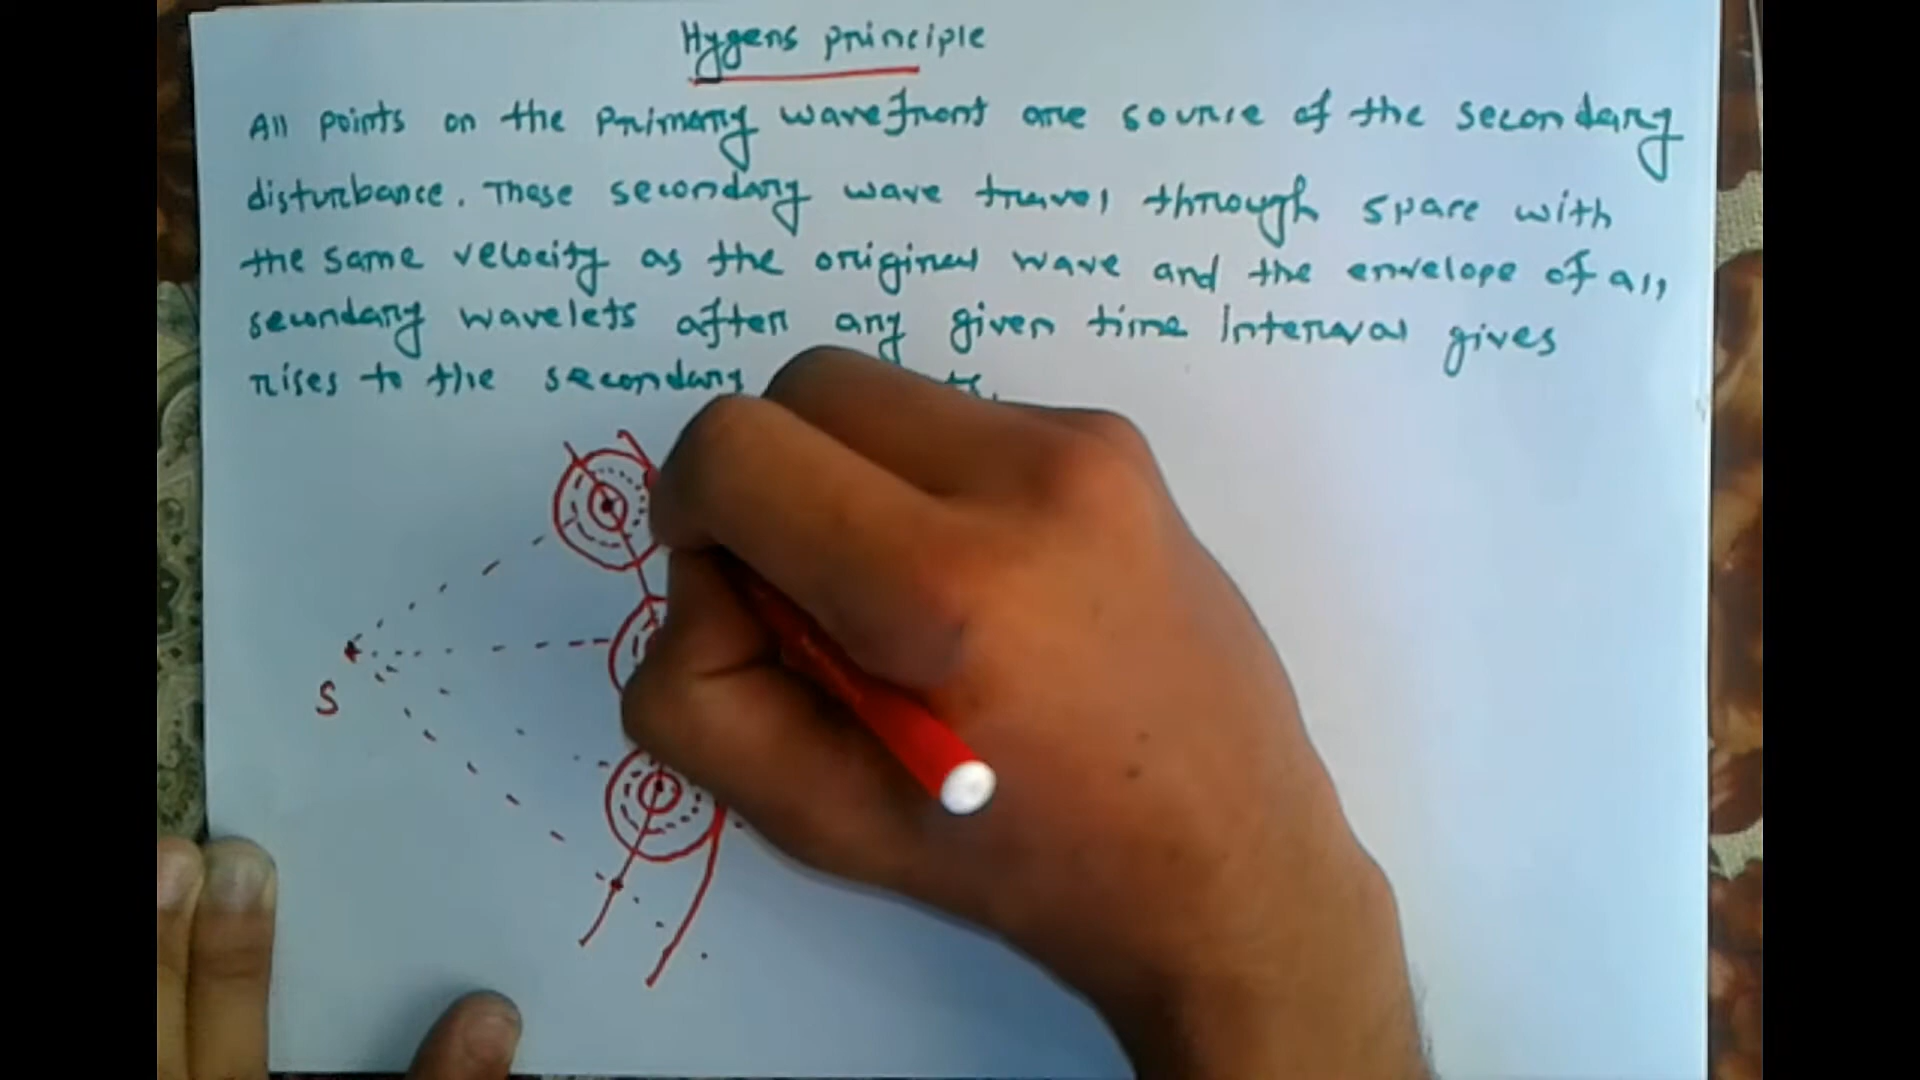 Hygens principle
All points on the primary wavefront are source of the secondary
disturbance. These secondary wave travel through space with
the same velocity as the original wave and the envelope of all
secondary wavelets after any given time interval gives
rises to the secondary
S